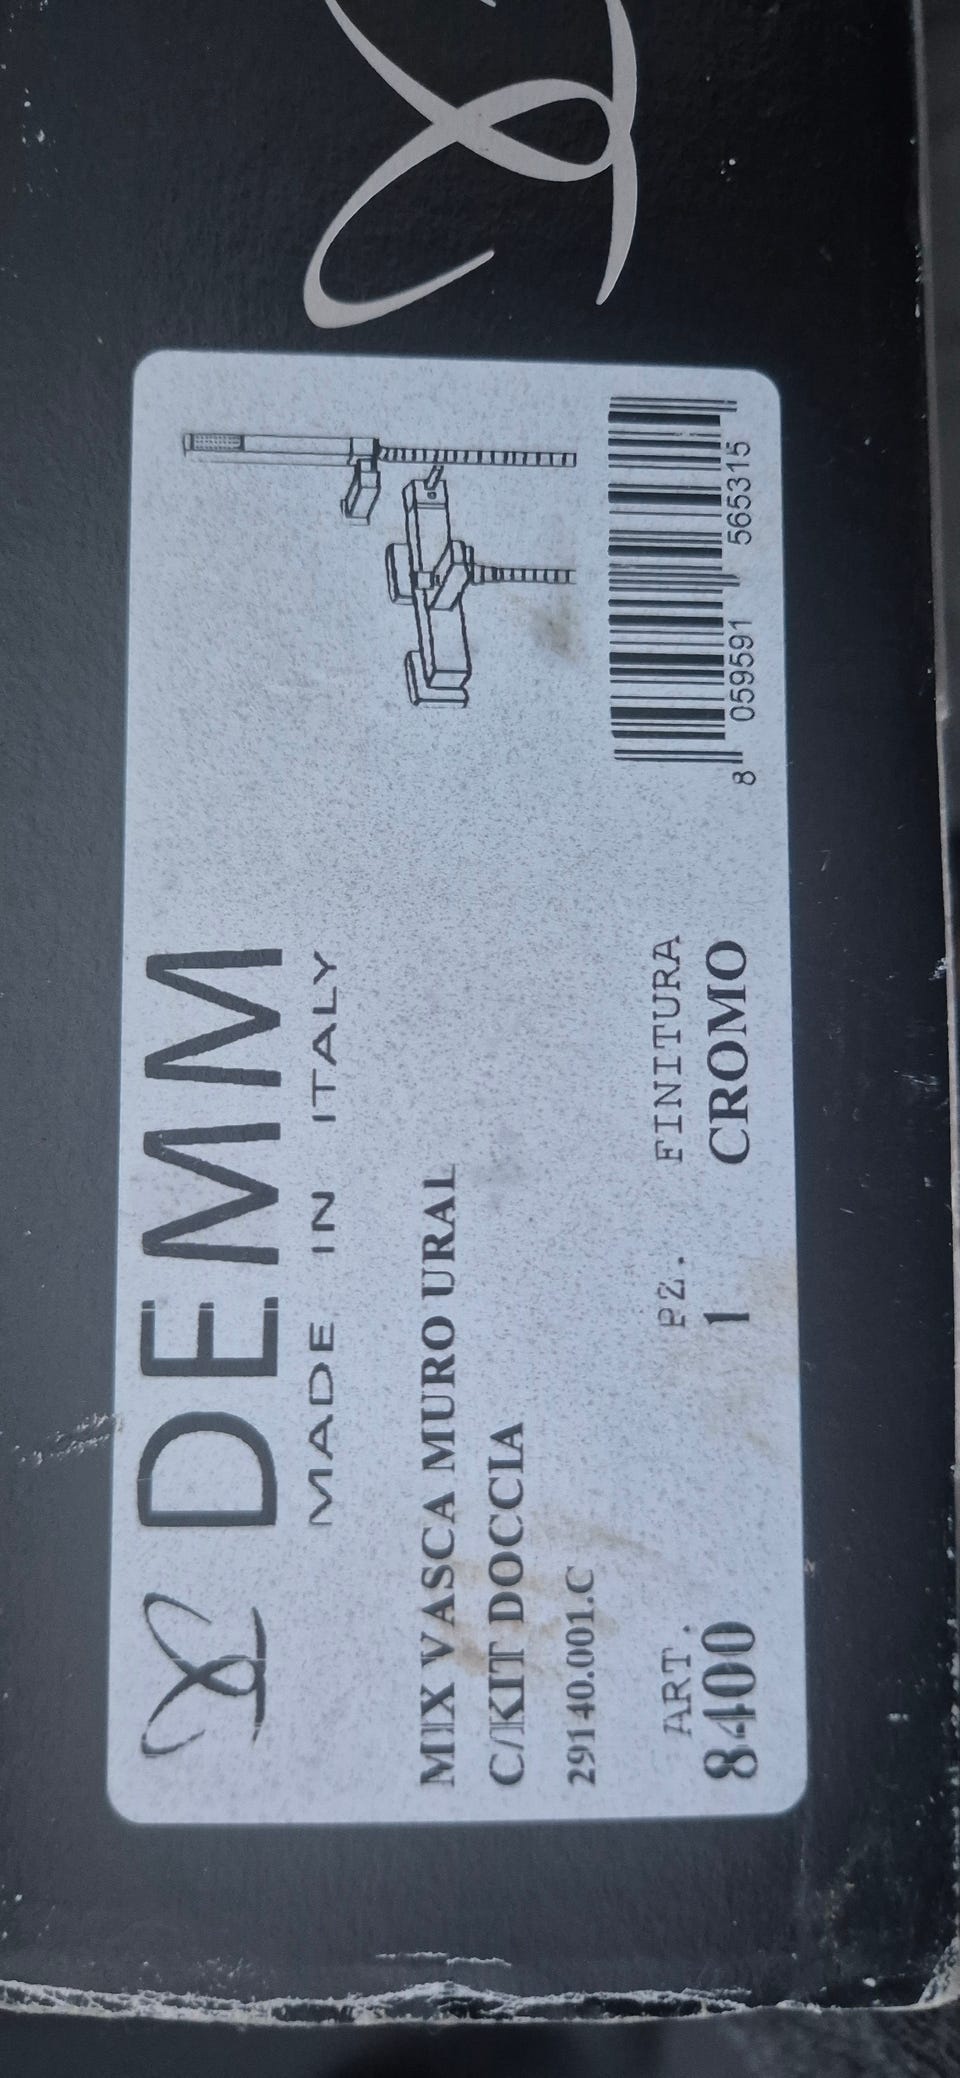 DEMM
MADE IN ITALY
MIX VASCA MURO URAL
C/KIT DOCCIA
29140.001.C
ART. PZ. FINITURA
8400 1 CROMO
8 059591 565315